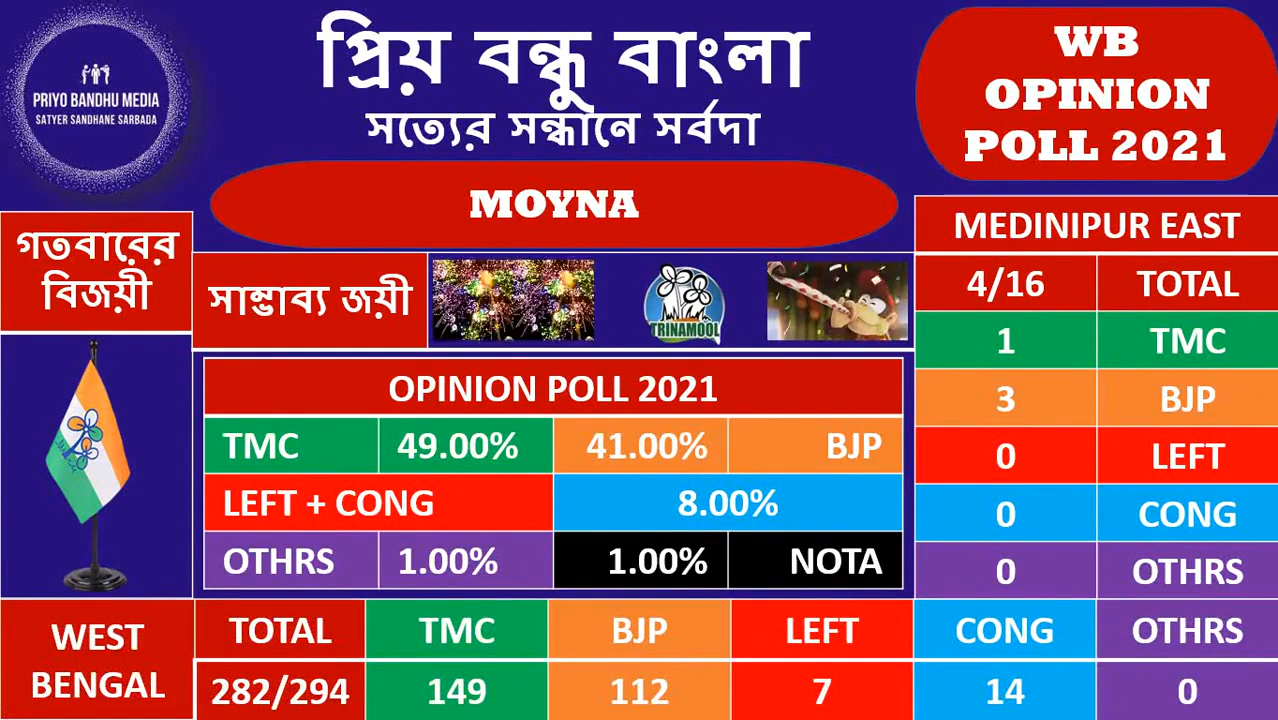 PRIYO BANDHU MEDIA
SATYER SANDHANE SARBADA
প্রিয় বন্ধু বাংলা
সত্যের সন্ধানে সর্বদা
WB
OPINION
POLL 2021
MOYNA
গতবারের
বিজয়ী
সাম্ভাব্য জয়ী
TRINAMOOL
MEDINIPUR EAST
4/16 TOTAL
1 TMC
3 BJP
0 LEFT
0 CONG
0 OTHRS
OPINION POLL 2021
TMC 49.00% 41.00% BJP
LEFT + CONG 8.00%
OTHRS 1.00% 1.00% NOTA
WEST
BENGAL
TOTAL TMC BJP LEFT CONG OTHRS
282/294 149 112 7 14 0